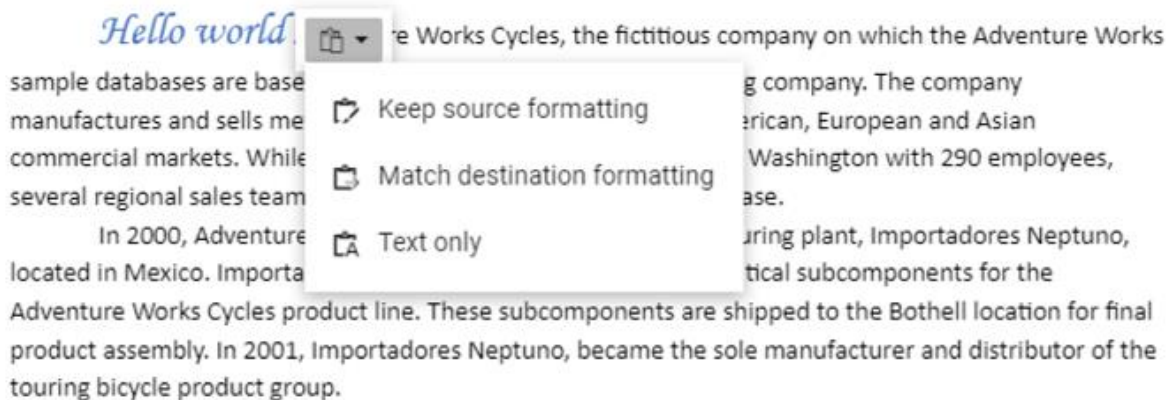 Hello world e Works Cycles, the fictitious company on which the Adventure Works
sample databases are base g company. The company
Keep source formatting
manufactures and sells me erican, European and Asian
commercial markets. While Washington with 290 employees,
Match destination formatting
several regional sales team ase.
In 2000, Adventure uring plant, Importadores Neptuno,
Text only
located in Mexico. Importa tical subcomponents for the
Adventure Works Cycles product line. These subcomponents are shipped to the Bothell location for final
product assembly. In 2001, Importadores Neptuno, became the sole manufacturer and distributor of the
touring bicycle product group.